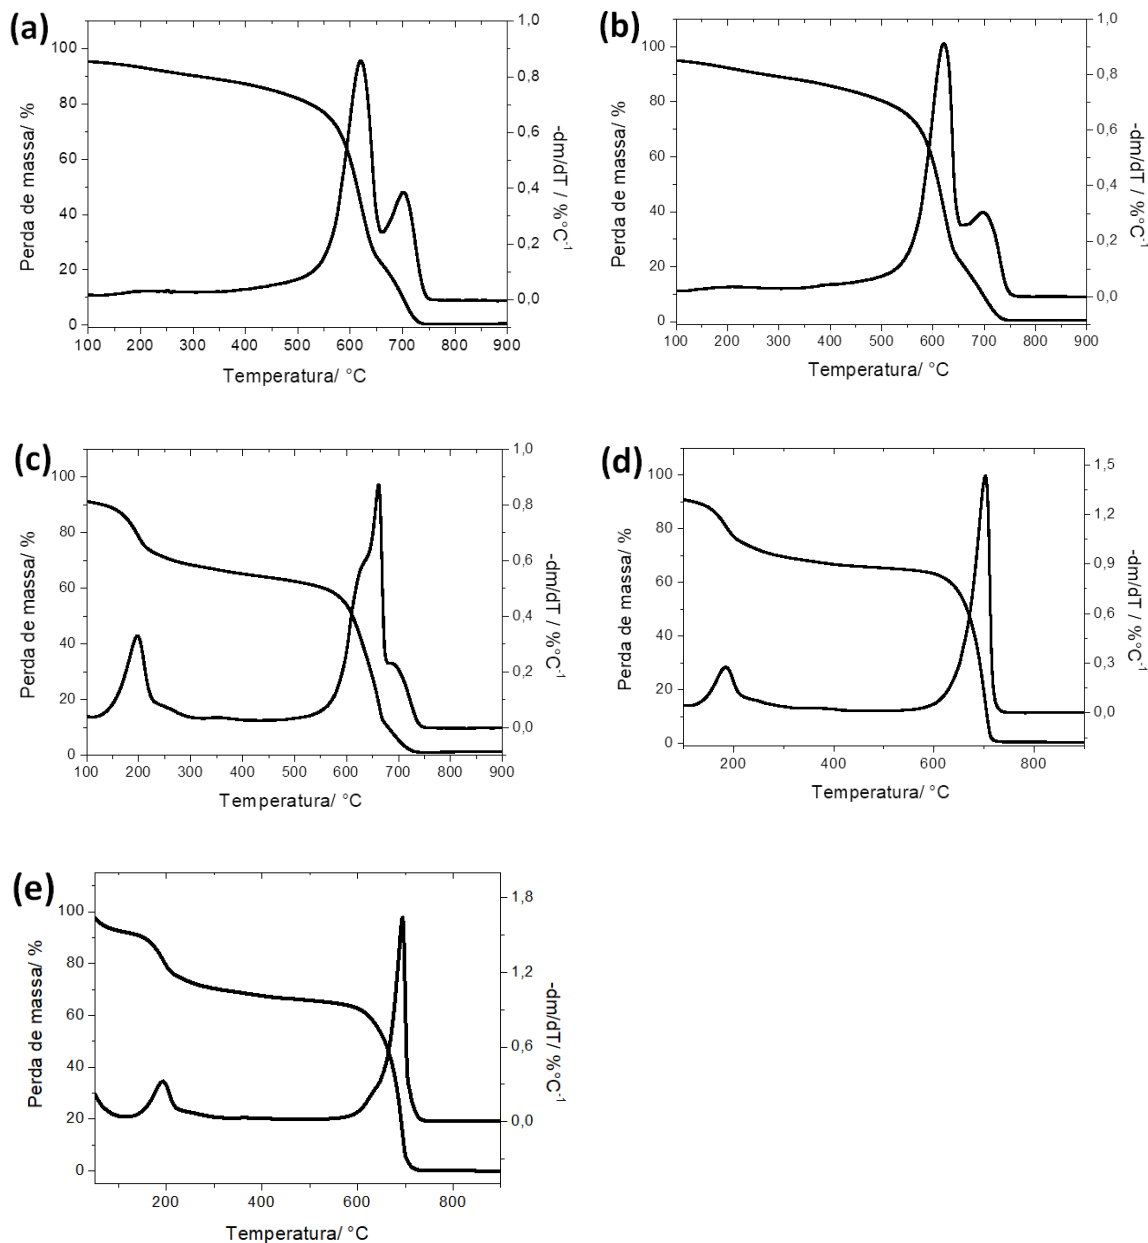 (a)
1,0
100
0,8
80
0,6
60
0,4
40
0,2
20
0,0
0
100 200 300 400 500 600 700 800 900
Perda de massa/ %
-dm/dT / %°C-1
Temperatura/ °C
(b)
1,0
100
0,8
80
0,6
60
0,4
40
0,2
20
0,0
0
100 200 300 400 500 600 700 800 900
Perda de massa/ %
-dm/dT / %°C-1
Temperatura/ °C
(c)
1,0
100
0,8
80
0,6
60
0,4
40
0,2
20
0,0
0
100 200 300 400 500 600 700 800 900
Perda de massa/ %
-dm/dT / %°C-1
Temperatura/ °C
(d)
1,5
100
1,2
80
0,9
60
0,6
40
0,3
20
0,0
0
200 400 600 800
Perda de massa/ %
-dm/dT / %°C-1
Temperatura/ °C
(e)
1,8
100
80
1,2
60
0,6
40
20
0,0
0
200 400 600 800
Perda de massa/ %
-dm/dT/ %°C-1
Temperatura/ °C